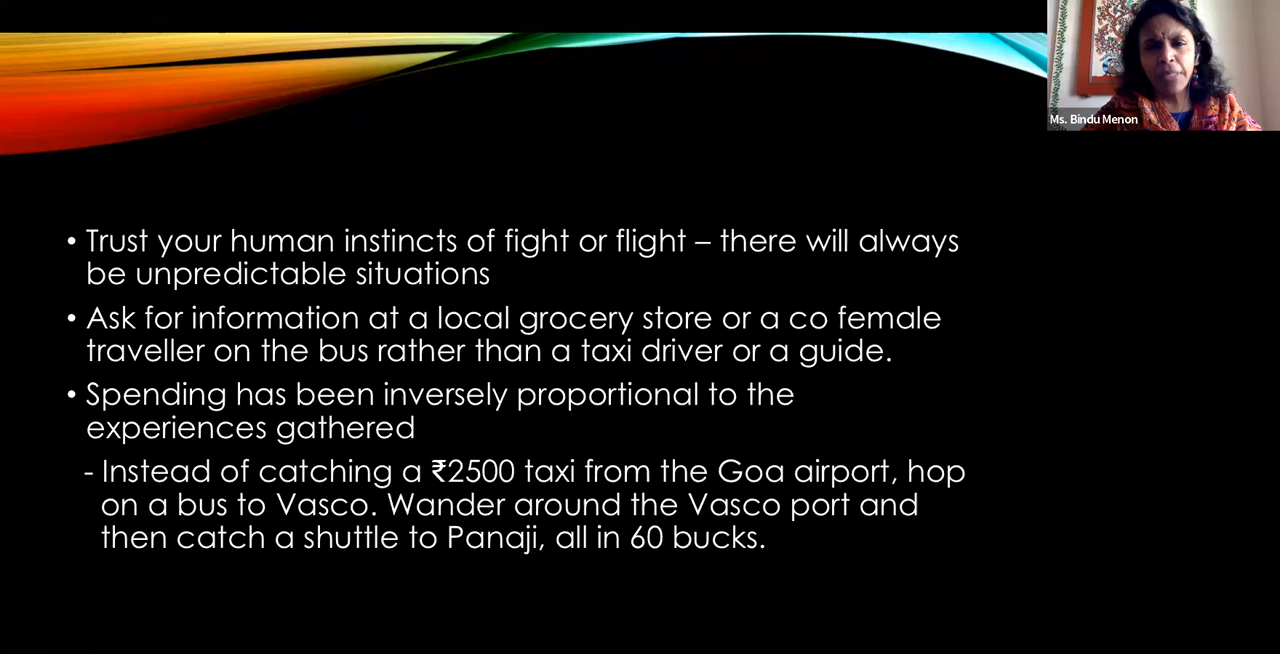 Ms. Bindu Menon
• Trust your human instincts of fight or flight – there will always
be unpredictable situations
• Ask for information at a local grocery store or a co female
traveller on the bus rather than a taxi driver or a guide.
• Spending has been inversely proportional to the
experiences gathered
- Instead of catching a ₹2500 taxi from the Goa airport, hop
on a bus to Vasco. Wander around the Vasco port and
then catch a shuttle to Panaji, all in 60 bucks.